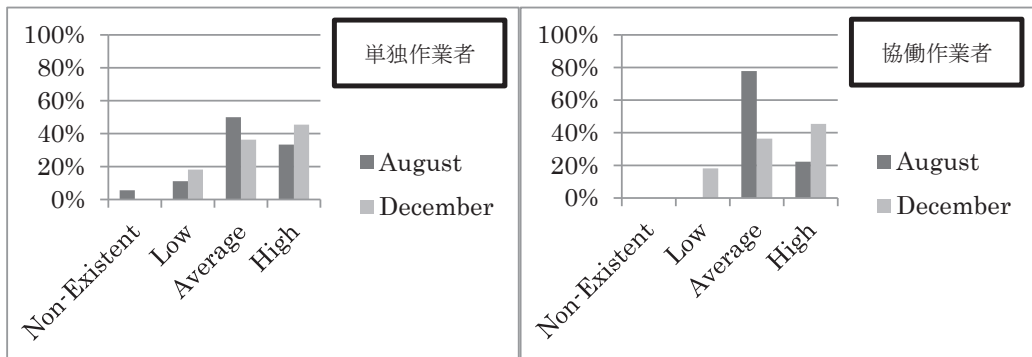 単独作業者
100%
80%
60%
40%
20%
0%
August
December
Non-Existent
Low
Average
High
協働作業者
100%
80%
60%
40%
20%
0%
August
December
Non-Existent
Low
Average
High